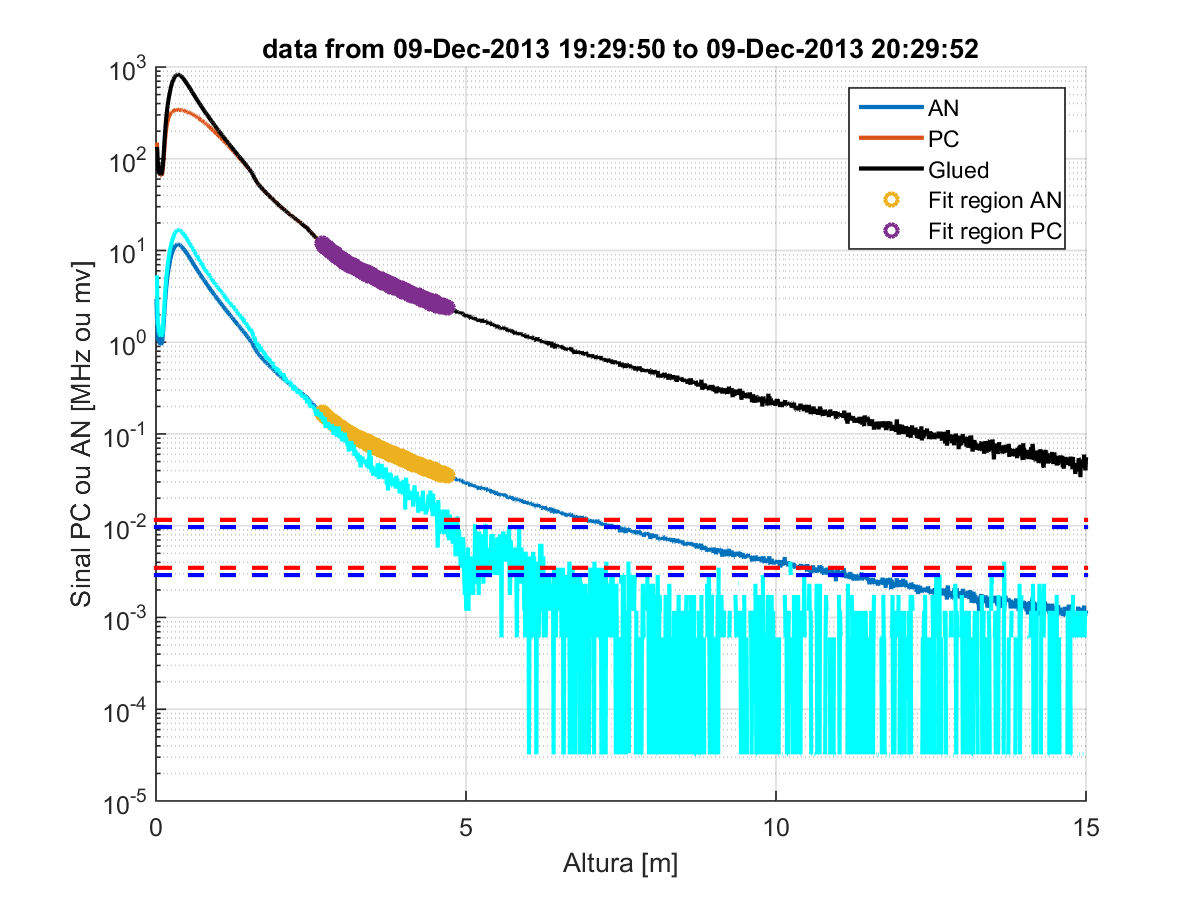 data from 09-Dec-2013 19:29:50 to 09-Dec-2013 20:29:52
AN
PC
Glued
Fit region AN
Fit region PC
Sinal PC ou AN [MHz ou mv]
10^3
10^2
10^1
10^0
10^-1
10^-2
10^-3
10^-4
10^-5
0 5 10 15
Altura [m]